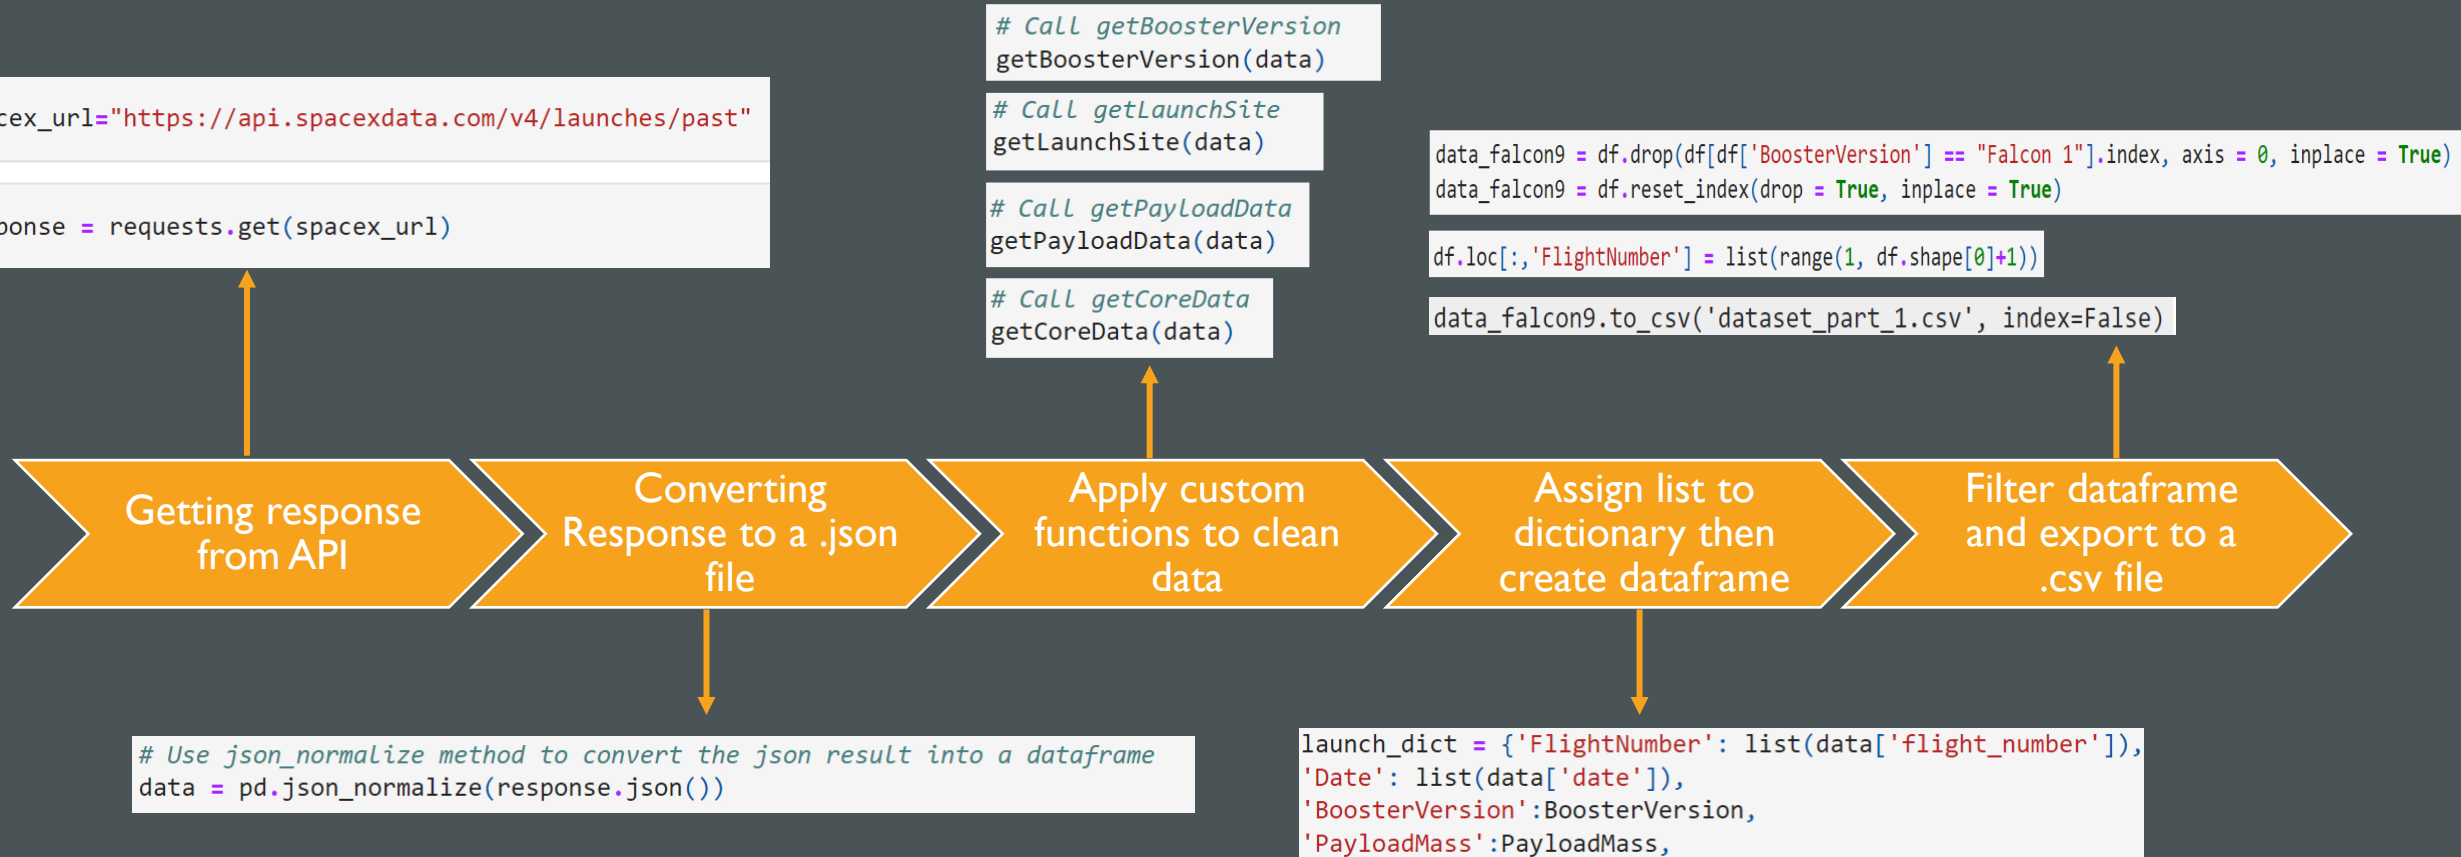 cex_url="https://api.spacexdata.com/v4/launches/past"
ponse = requests.get(spacex_url)
# Call getBoosterVersion
getBoosterVersion(data)
# Call getLaunchSite
getLaunchSite(data)
# Call getPayloadData
getPayloadData(data)
# Call getCoreData
getCoreData(data)
data_falcon9 = df.drop(df[df['BoosterVersion'] == "Falcon 1"].index, axis = 0, inplace = True)
data_falcon9 = df.reset_index(drop = True, inplace = True)
df.loc[:,'FlightNumber'] = list(range(1, df.shape[0]+1))
data_falcon9.to_csv('dataset_part_1.csv', index=False)
Getting response
from API
Converting
Response to a .json
file
Apply custom
functions to clean
data
Assign list to
dictionary then
create dataframe
Filter dataframe
and export to a
.csv file
# Use json_normalize method to convert the json result into a dataframe
data = pd.json_normalize(response.json())
launch_dict = {'FlightNumber': list(data['flight_number']),
'Date': list(data['date']),
'BoosterVersion':BoosterVersion,
'PayloadMass':PayloadMass,